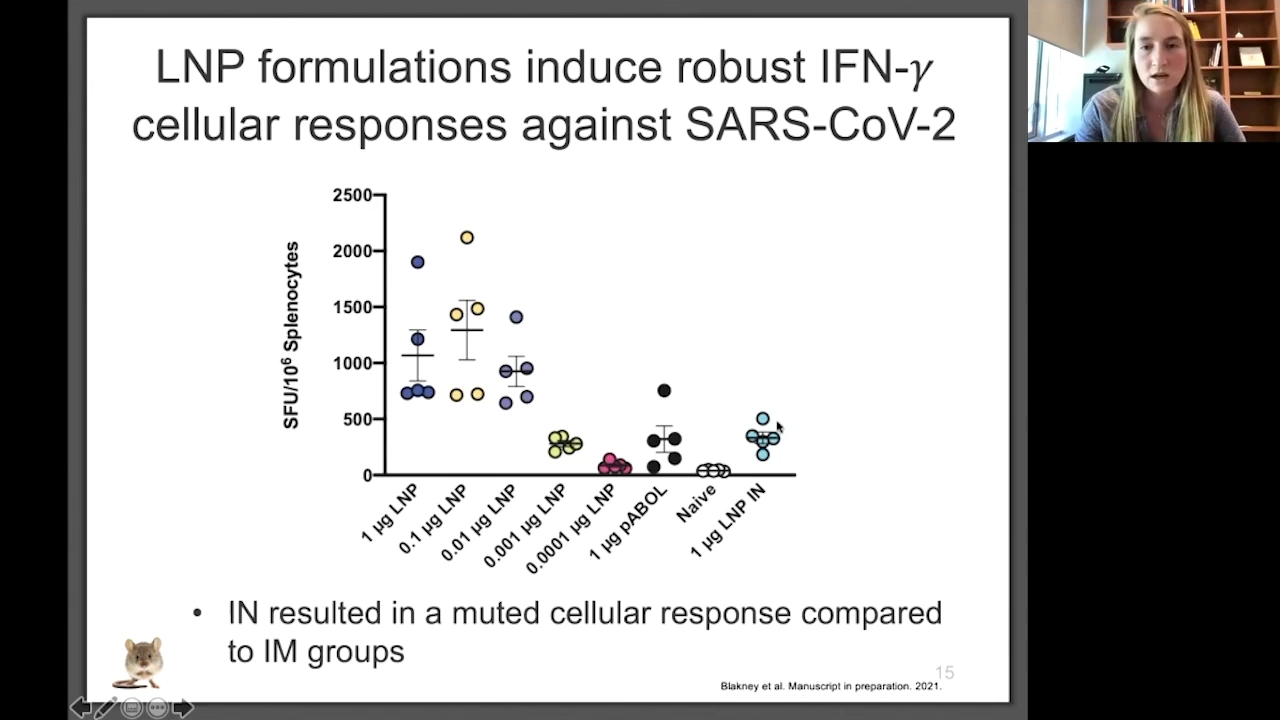 LNP formulations induce robust IFN-γ
cellular responses against SARS-CoV-2
2500
2000
1500
1000
500
0
SFU/10⁶ Splenocytes
1 µg LNP
0.1 µg LNP
0.01 µg LNP
0.001 µg LNP
0.0001 µg LNP
1 µg pABOL
Naive
1 µg LNP IN
• IN resulted in a muted cellular response compared
to IM groups
15
Blakney et al. Manuscript in preparation. 2021.